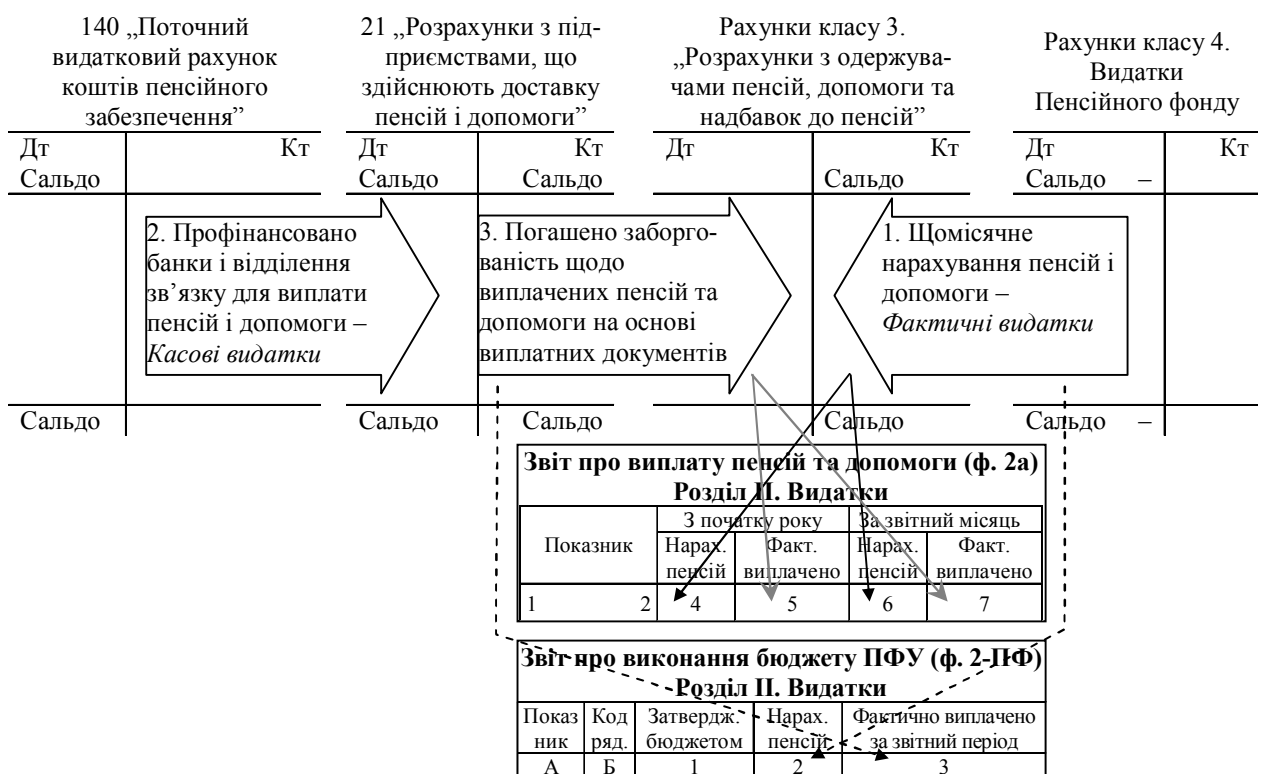 140 „Поточний
видатковий рахунок
коштів пенсійного
забезпечення”
21 „Розрахунки з під-
приємствами, що
здійснюють доставку
пенсій і допомоги”
Рахунки класу 3.
„Розрахунки з одержува-
чами пенсій, допомоги та
надбавок до пенсій”
Рахунки класу 4.
Видатки
Пенсійного фонду
Дт Кт Дт Кт Дт Кт Дт Кт
Сальдо Сальдо Сальдо Сальдо Сальдо –
2. Профінансовано
банки і відділення
зв’язку для виплати
пенсій і допомоги –
Касові видатки
3. Погашено заборго-
ваність щодо
виплачених пенсій та
допомоги на основі
виплатних документів
1. Щомісячне
нарахування пенсій і
допомоги –
Фактичні видатки
Сальдо Сальдо Сальдо Сальдо Сальдо –
Звіт про виплату пенсій та допомоги (ф. 2а)
Розділ ІІ. Видатки
Показник
З початку року За звітний місяць
Нарах. Факт. Нарах. Факт.
пенсій виплачено пенсій виплачено
1 2 4 5 6 7
Звіт про виконання бюджету ПФУ (ф. 2-ПФ)
Розділ ІІ. Видатки
Показ Код Затвердж. Нарах. Фактично виплачено
ник ряд. бюджетом пенсій за звітний період
А Б 1 2 3